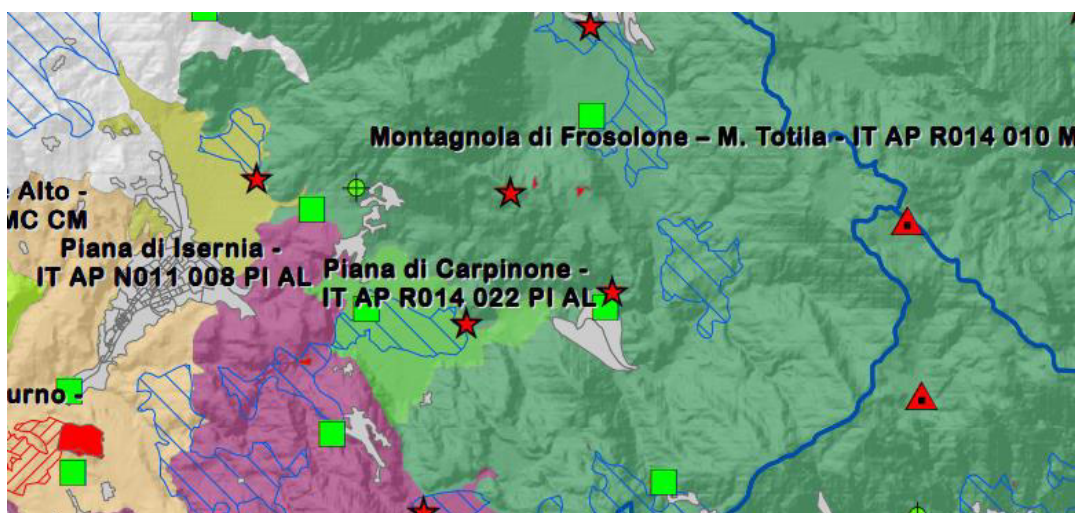 Montagnola di Frosolone – M. Totila - IT AP R014 010 M
e Alto -
MC CM
Piana di Isernia -
IT AP N011 008 PI AL
Piana di Carpinone -
IT AP R014 022 PI AL
urno -